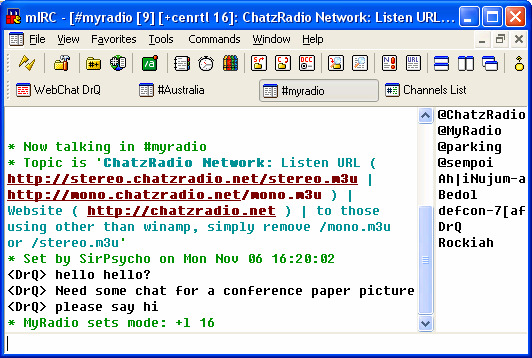 mIRC - [#myradio [9] [+cenrtl 16]: ChatzRadio Network: Listen URL...
File View Favorites Tools Commands Window Help
WebChat DrQ #Australia #myradio #Channels List
* Now talking in #myradio
* Topic is 'ChatzRadio Network: Listen URL (
http://stereo.chatzradio.net/stereo.m3u |
http://mono.chatzradio.net/mono.m3u ) |
Website ( http://chatzradio.net ) | to those
using other than winamp, simply remove /mono.m3u
or /stereo.m3u'
* Set by SirPsycho on Mon Nov 06 16:20:02
<DrQ> hello hello?
<DrQ> Need some chat for a conference paper picture
<DrQ> please say hi
* MyRadio sets mode: +l 16
@ChatzRadio
@MyRadio
@parking
@sempoi
Ah|iNujum-a
Bedol
defcon-7[af
DrQ
Rockiah